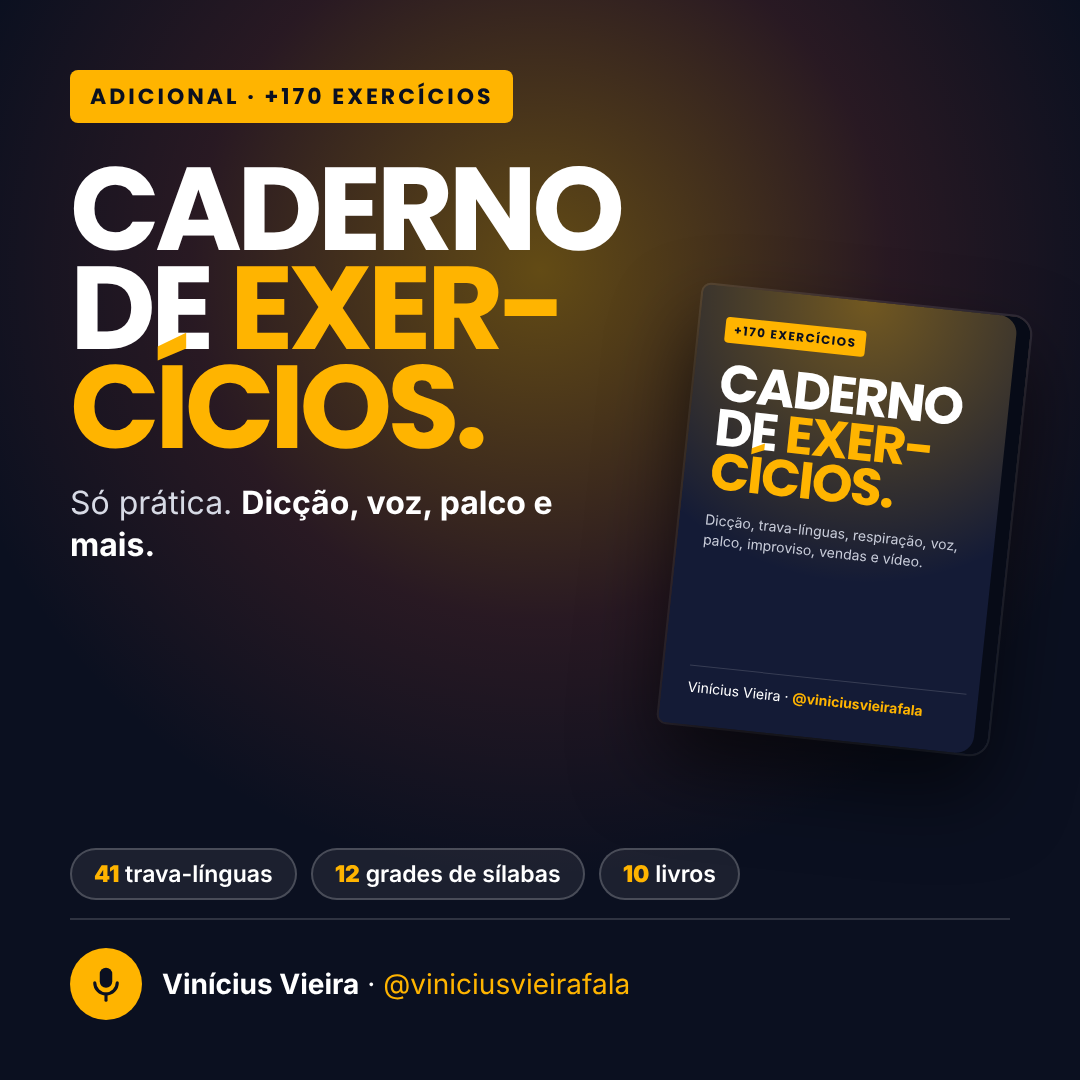 ADICIONAL · +170 EXERCÍCIOS
CADERNO
DE EXER-
CÍCIOS.
Só prática. Dicção, voz, palco e
mais.
+170 EXERCÍCIOS
CADERNO
DE EXER-
CÍCIOS.
Dicção, trava-línguas, respiração, voz,
palco, improviso, vendas e vídeo.
Vinícius Vieira · @viniciusvieirafala
41 trava-línguas
12 grades de sílabas
10 livros
Vinícius Vieira · @viniciusvieirafala